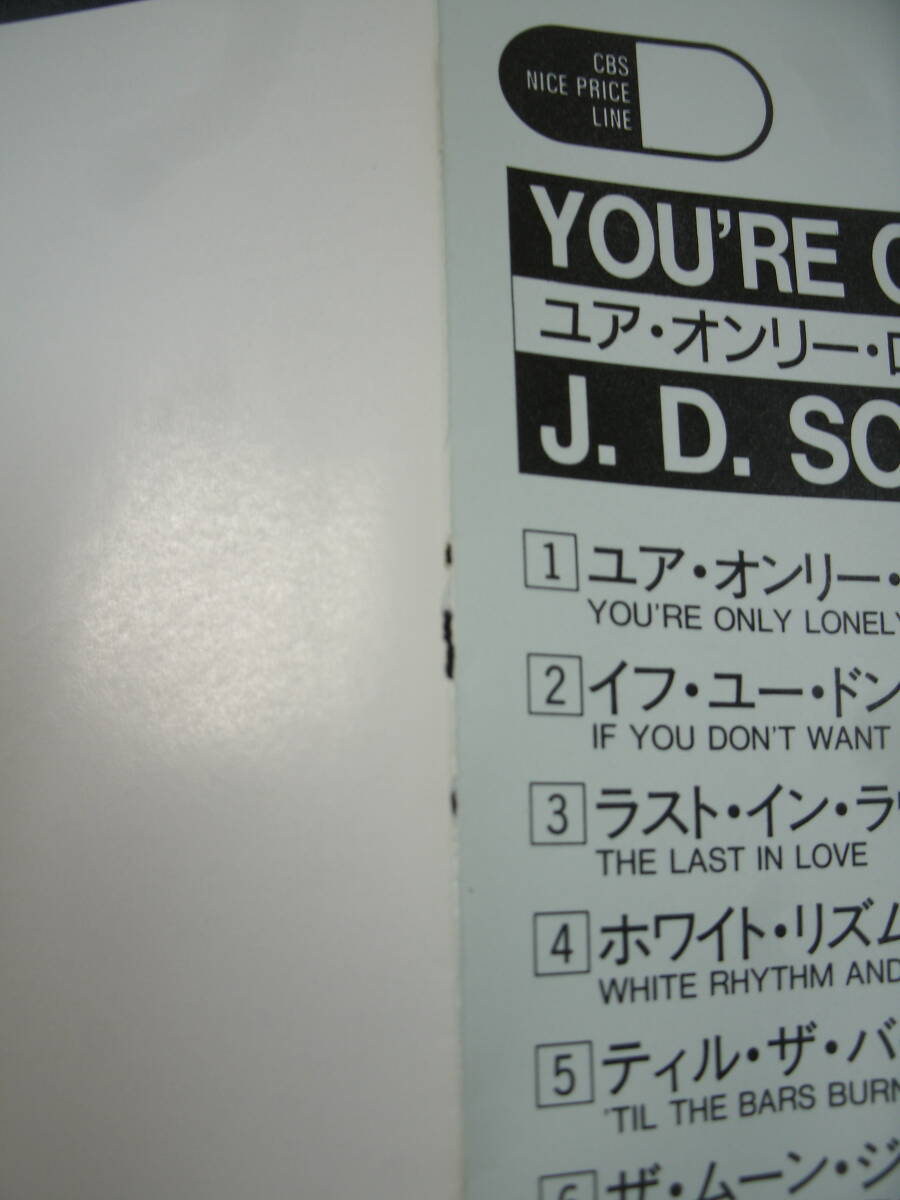 CBS
NICE PRICE
LINE
YOU'RE
ユア・オンリー・
J. D. SO
1 ユア・オンリー・
YOU'RE ONLY LONELY
2 イフ・ユー・ドン
IF YOU DON'T WANT
3 ラスト・イン・ラ
THE LAST IN LOVE
4 ホワイト・リズム
WHITE RHYTHM AND
5 ティル・ザ・バ
'TIL THE BARS BURN
6 ザ・ムーン・ジ